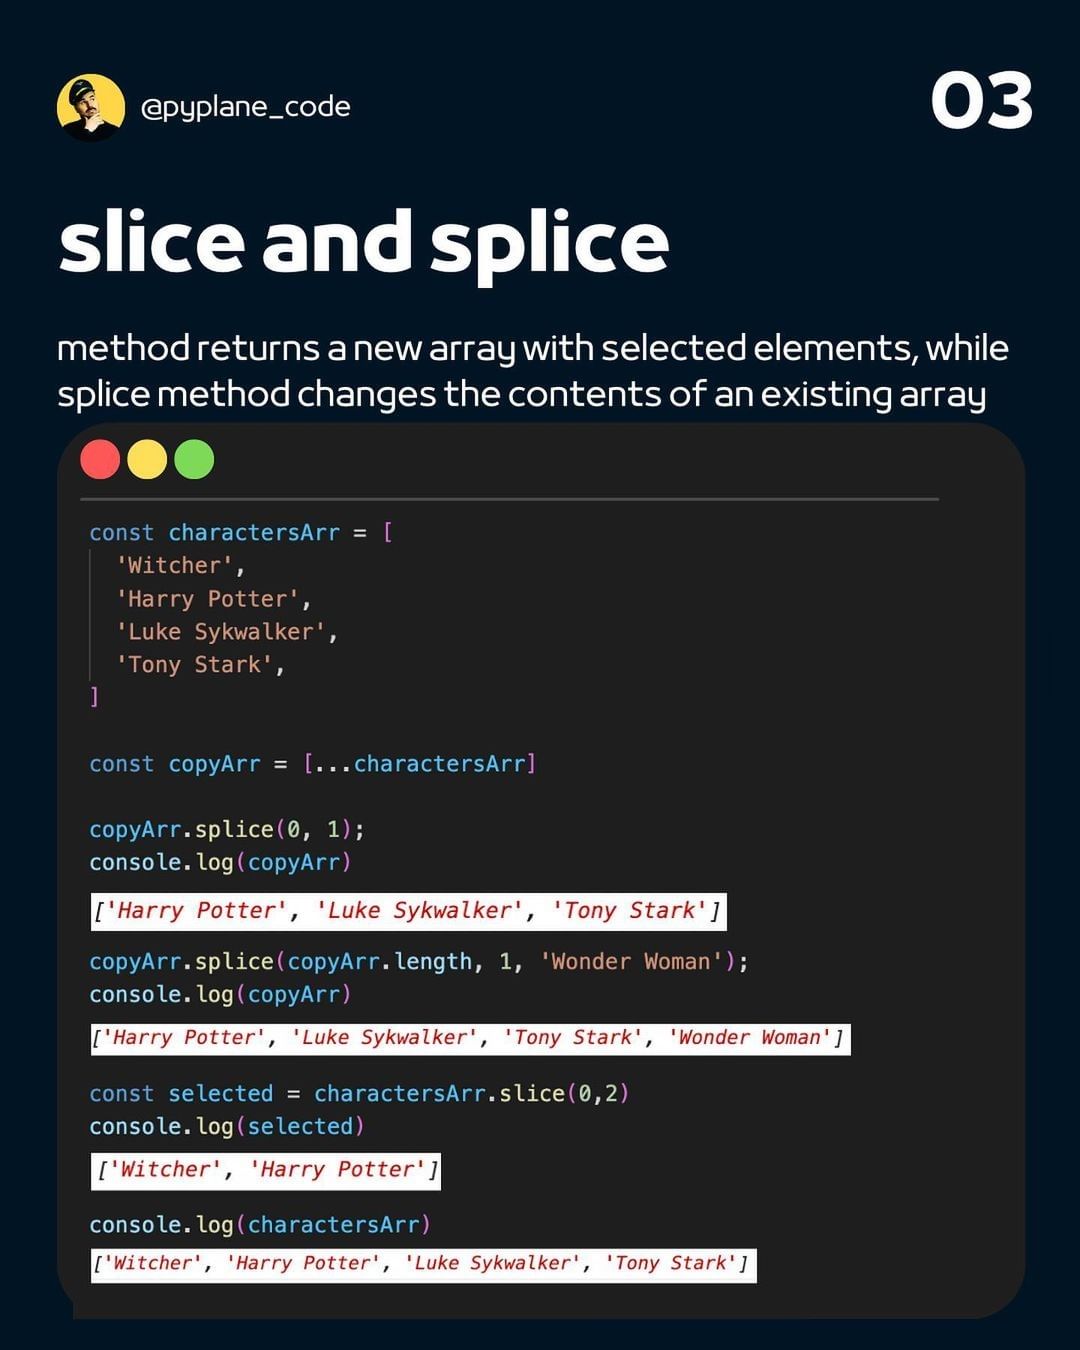 @pyplane_code
03
slice and splice
method returns a new array with selected elements, while
splice method changes the contents of an existing array
const charactersArr = [
'Witcher',
'Harry Potter',
'Luke Sykwalker',
'Tony Stark',
]
const copyArr = [...charactersArr]
copyArr.splice(0, 1);
console.log(copyArr)
['Harry Potter', 'Luke Sykwalker', 'Tony Stark']
copyArr.splice(copyArr.length, 1, 'Wonder Woman');
console.log(copyArr)
['Harry Potter', 'Luke Sykwalker', 'Tony Stark', 'Wonder Woman']
const selected = charactersArr.slice(0,2)
console.log(selected)
['Witcher', 'Harry Potter']
console.log(charactersArr)
['Witcher', 'Harry Potter', 'Luke Sykwalker', 'Tony Stark']